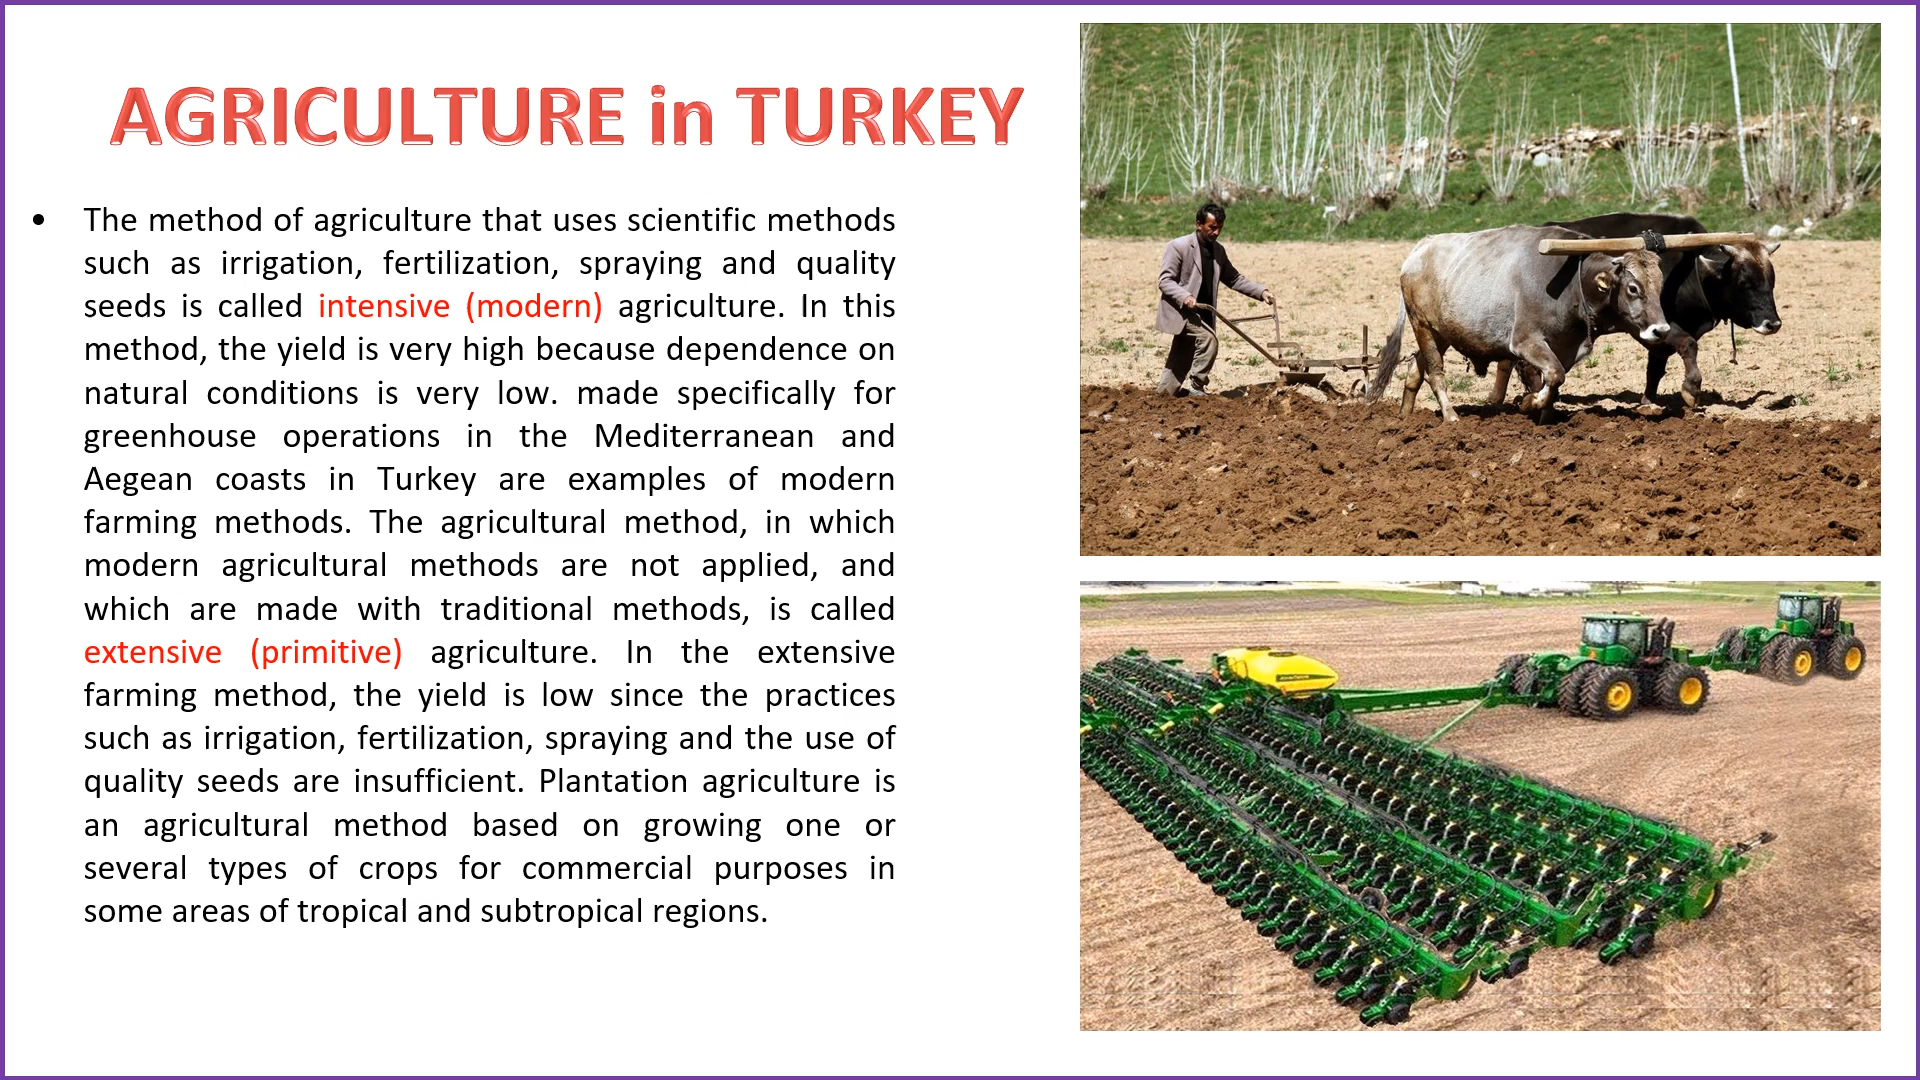 AGRICULTURE in TURKEY
• The method of agriculture that uses scientific methods
such as irrigation, fertilization, spraying and quality
seeds is called intensive (modern) agriculture. In this
method, the yield is very high because dependence on
natural conditions is very low. made specifically for
greenhouse operations in the Mediterranean and
Aegean coasts in Turkey are examples of modern
farming methods. The agricultural method, in which
modern agricultural methods are not applied, and
which are made with traditional methods, is called
extensive (primitive) agriculture. In the extensive
farming method, the yield is low since the practices
such as irrigation, fertilization, spraying and the use of
quality seeds are insufficient. Plantation agriculture is
an agricultural method based on growing one or
several types of crops for commercial purposes in
some areas of tropical and subtropical regions.